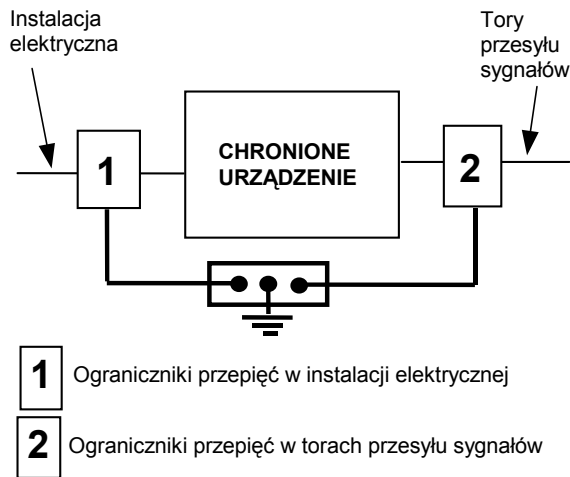 Instalacja
elektryczna
Tory
przesyłu
sygnałów
1
CHRONIONE
URZĄDZENIE
2
1 Ograniczniki przepięć w instalacji elektrycznej
2 Ograniczniki przepięć w torach przesyłu sygnałów